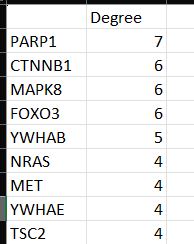 Degree
PARP1 7
CTNNB1 6
MAPK8 6
FOXO3 6
YWHAB 5
NRAS 4
MET 4
YWHAE 4
TSC2 4